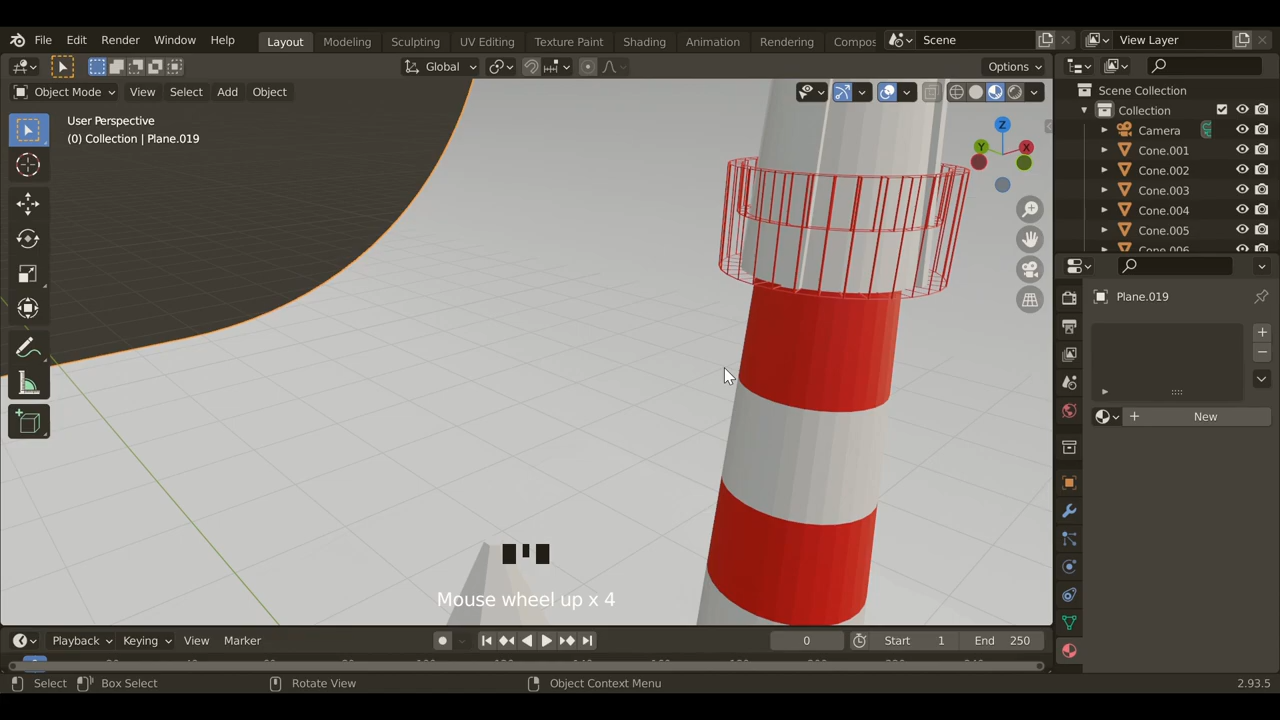 File Edit Render Window Help Layout Modeling Sculpting UV Editing Texture Paint Shading Animation Rendering Compos Scene View Layer
Global Options
Object Mode View Select Add Object
User Perspective
(0) Collection | Plane.019
Z
Y
X
Scene Collection
Collection
Camera
Cone.001
Cone.002
Cone.003
Cone.004
Cone.005
Cone.006
Plane.019
New
Mouse wheel up x 4
Playback Keying View Marker 0 Start 1 End 250
Select Box Select Rotate View Object Context Menu 2.93.5